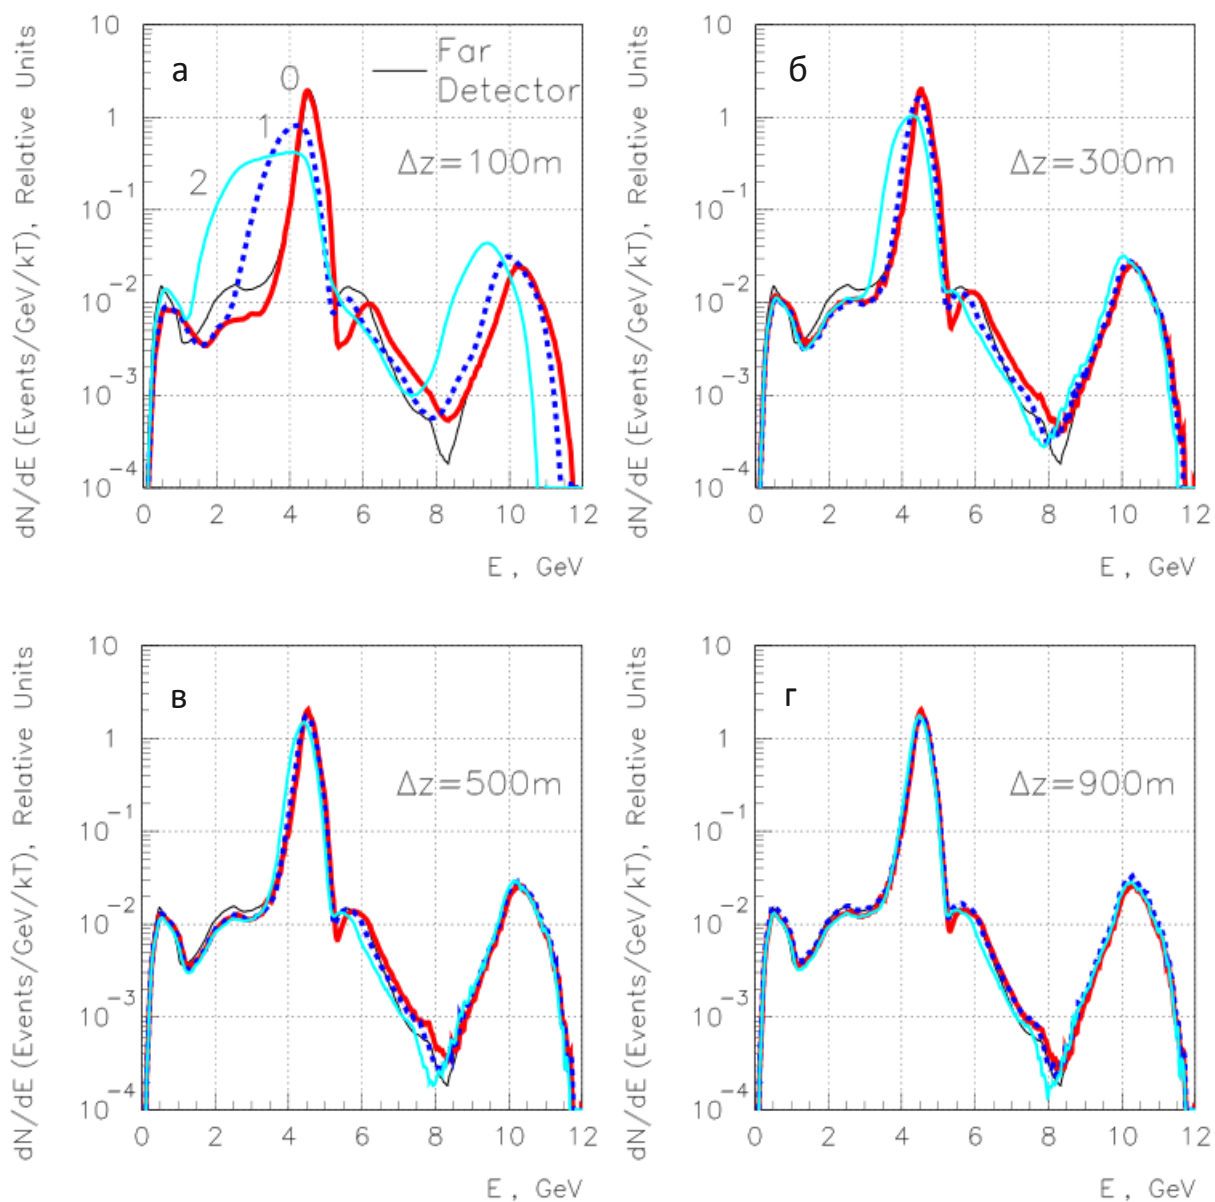 dN/dE (Events/GeV/kT), Relative Units
10
1
10⁻¹
10⁻²
10⁻³
10⁻⁴
а
0
1
2
Far
Detector
Δz=100m
0 2 4 6 8 10 12
E , GeV
dN/dE (Events/GeV/kT), Relative Units
10
1
10⁻¹
10⁻²
10⁻³
10⁻⁴
б
Δz=300m
0 2 4 6 8 10 12
E , GeV
dN/dE (Events/GeV/kT), Relative Units
10
1
10⁻¹
10⁻²
10⁻³
10⁻⁴
в
Δz=500m
0 2 4 6 8 10 12
E , GeV
dN/dE (Events/GeV/kT), Relative Units
10
1
10⁻¹
10⁻²
10⁻³
10⁻⁴
г
Δz=900m
0 2 4 6 8 10 12
E , GeV